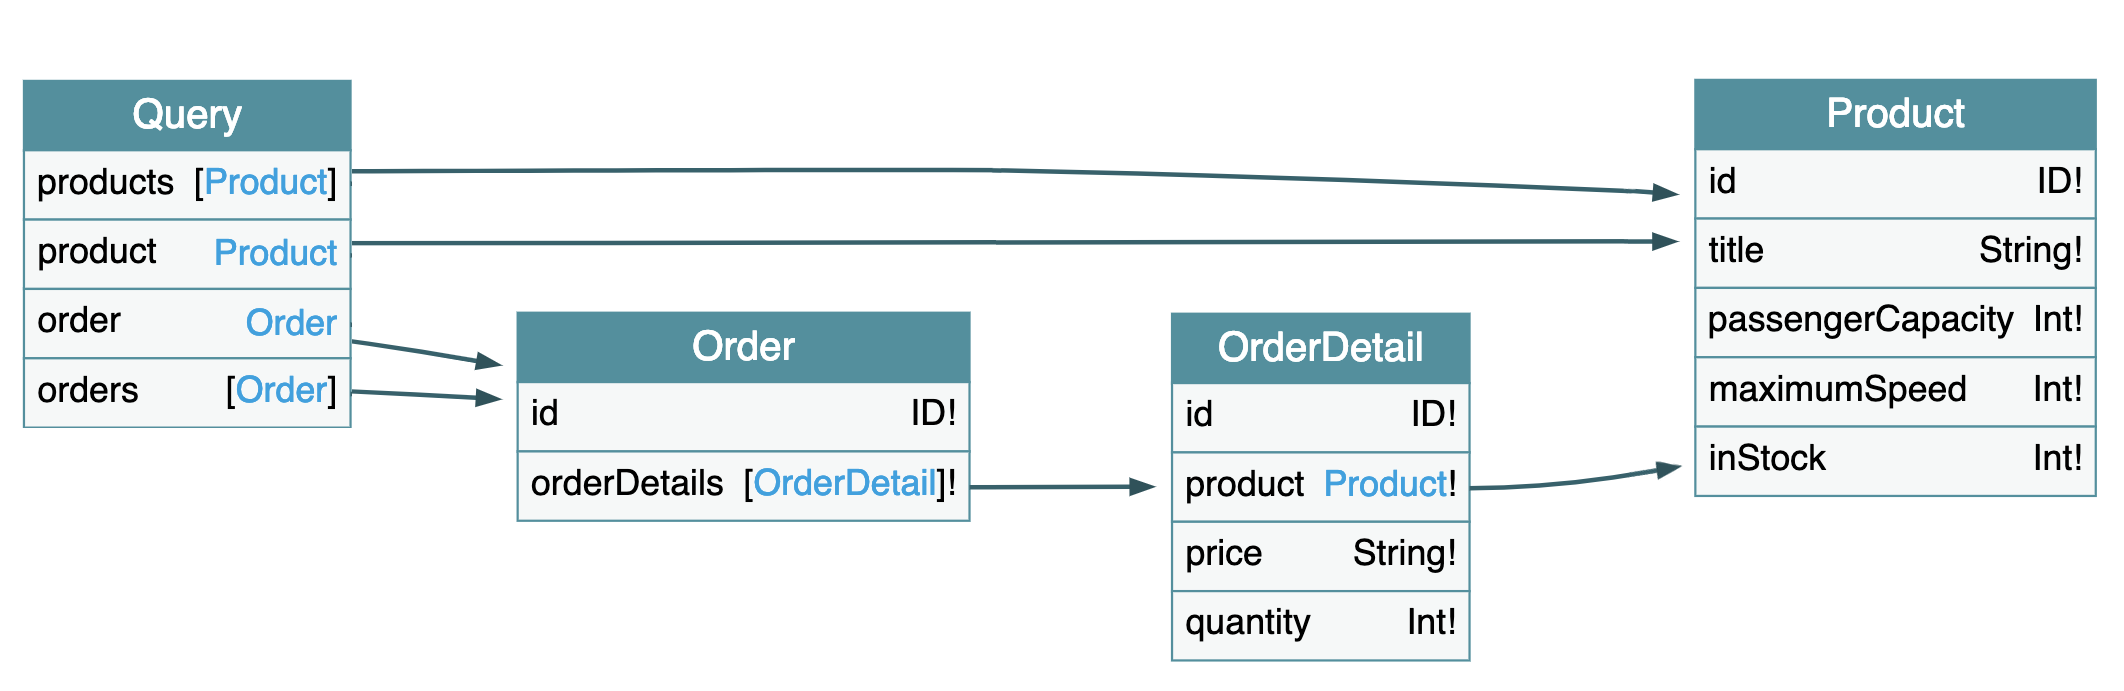 Query
products [Product]
product Product
order Order
orders [Order]
Order
id ID!
orderDetails [OrderDetail]!
OrderDetail
id ID!
product Product!
price String!
quantity Int!
Product
id ID!
title String!
passengerCapacity Int!
maximumSpeed Int!
inStock Int!